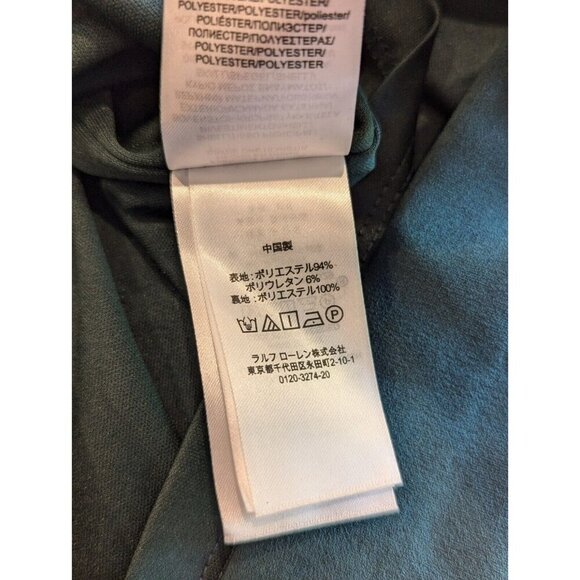 POLYESTER/POLYESTER/
POLYESTER/POLYESTER/poliester/
POLIÉSTER/ПОЛИЭСТЕР/
ПОЛИЕСТЕР/ΠΟΛΥΕΣΤΕΡΑΣ/
POLYESTER/POLYESTER
中国製
表地:ポリエステル94%
ポリウレタン 6%
裏地:ポリエステル100%
ラルフ ローレン株式会社
東京都千代田区永田町2-10-1
0120-3274-20